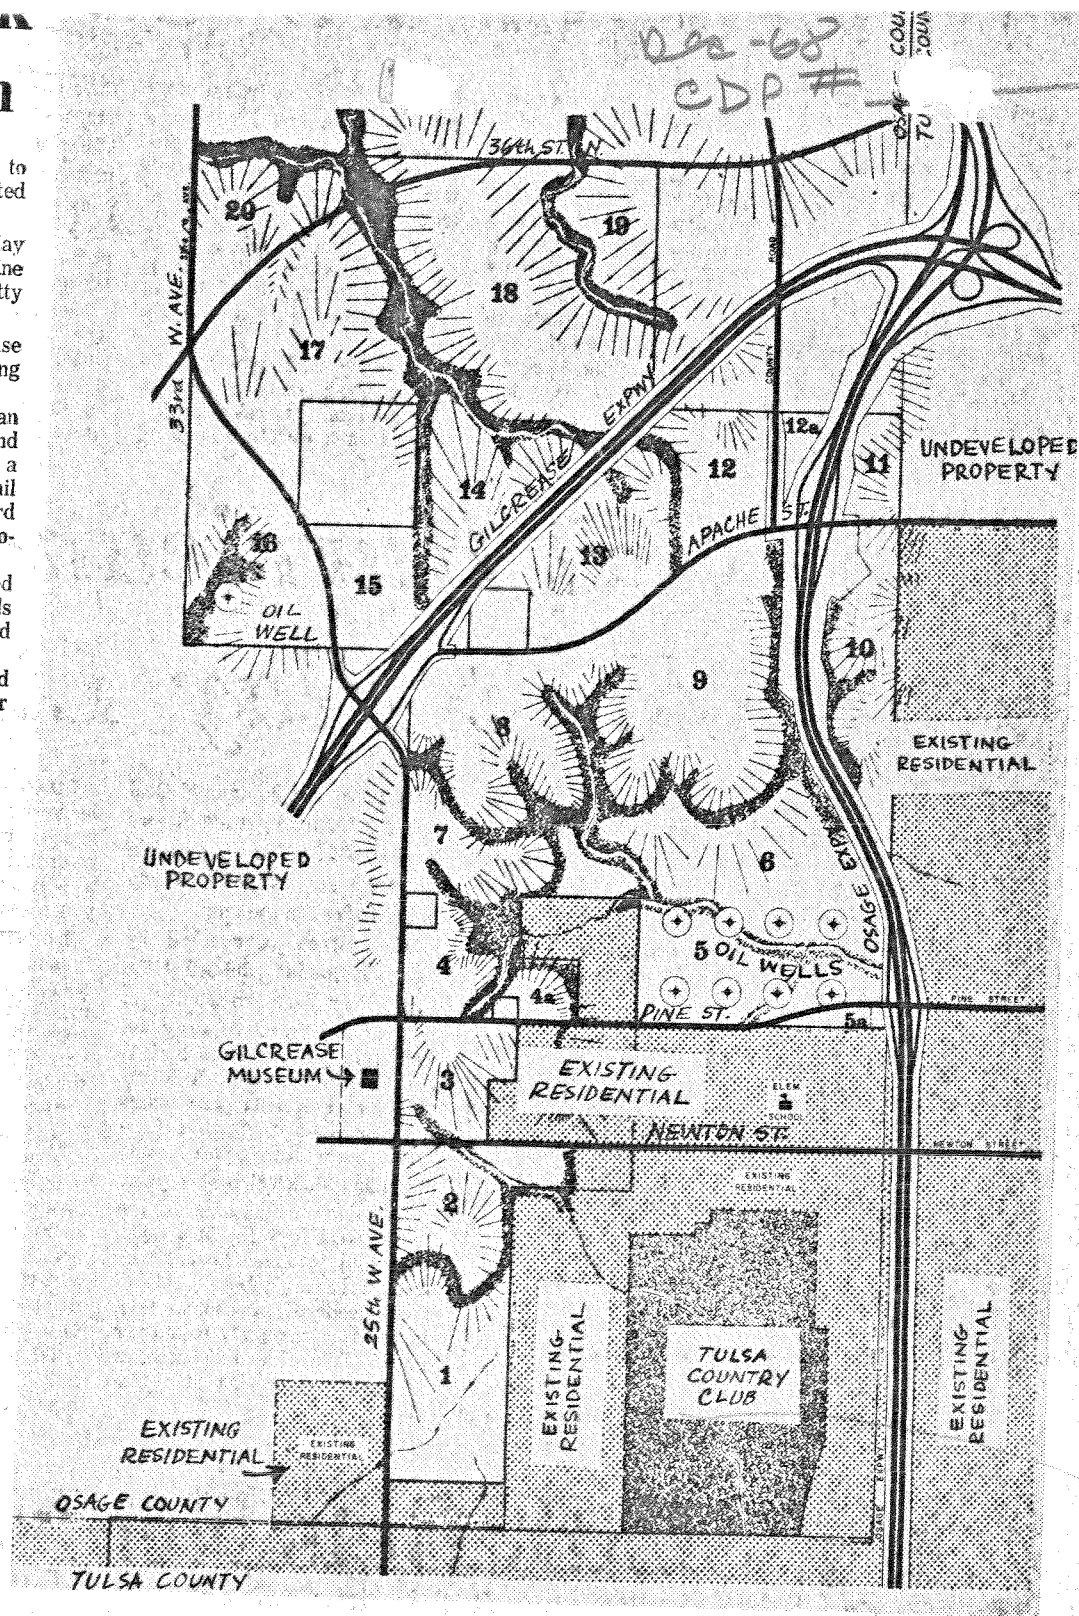 Dec -68
CDP #
to
36th ST. N
20
19
18
17
33rd W. AVE.
ROAD
COUNTY
GILCREASE EXPWY
12a
12
11
UNDEVELOPED
PROPERTY
14
APACHE ST.
16
13
15
OIL
WELL
10
9
8
EXISTING
RESIDENTIAL
7
UNDEVELOPED
PROPERTY
6
OSAGE EXPWY
5 OIL WELLS
4
4a
PINE ST.
PINE STREET
5a
GILCREASE
MUSEUM
3
EXISTING
RESIDENTIAL
ELEM
SCHOOL
NEWTON ST.
NEWTON STREET
EXISTING
RESIDENTIAL
2
25th W. AVE.
EXISTING
RESIDENTIAL
TULSA
COUNTRY
CLUB
EXISTING
RESIDENTIAL
1
EXISTING
RESIDENTIAL
EXISTING
RESIDENTIAL
OSAGE COUNTY
TULSA COUNTY